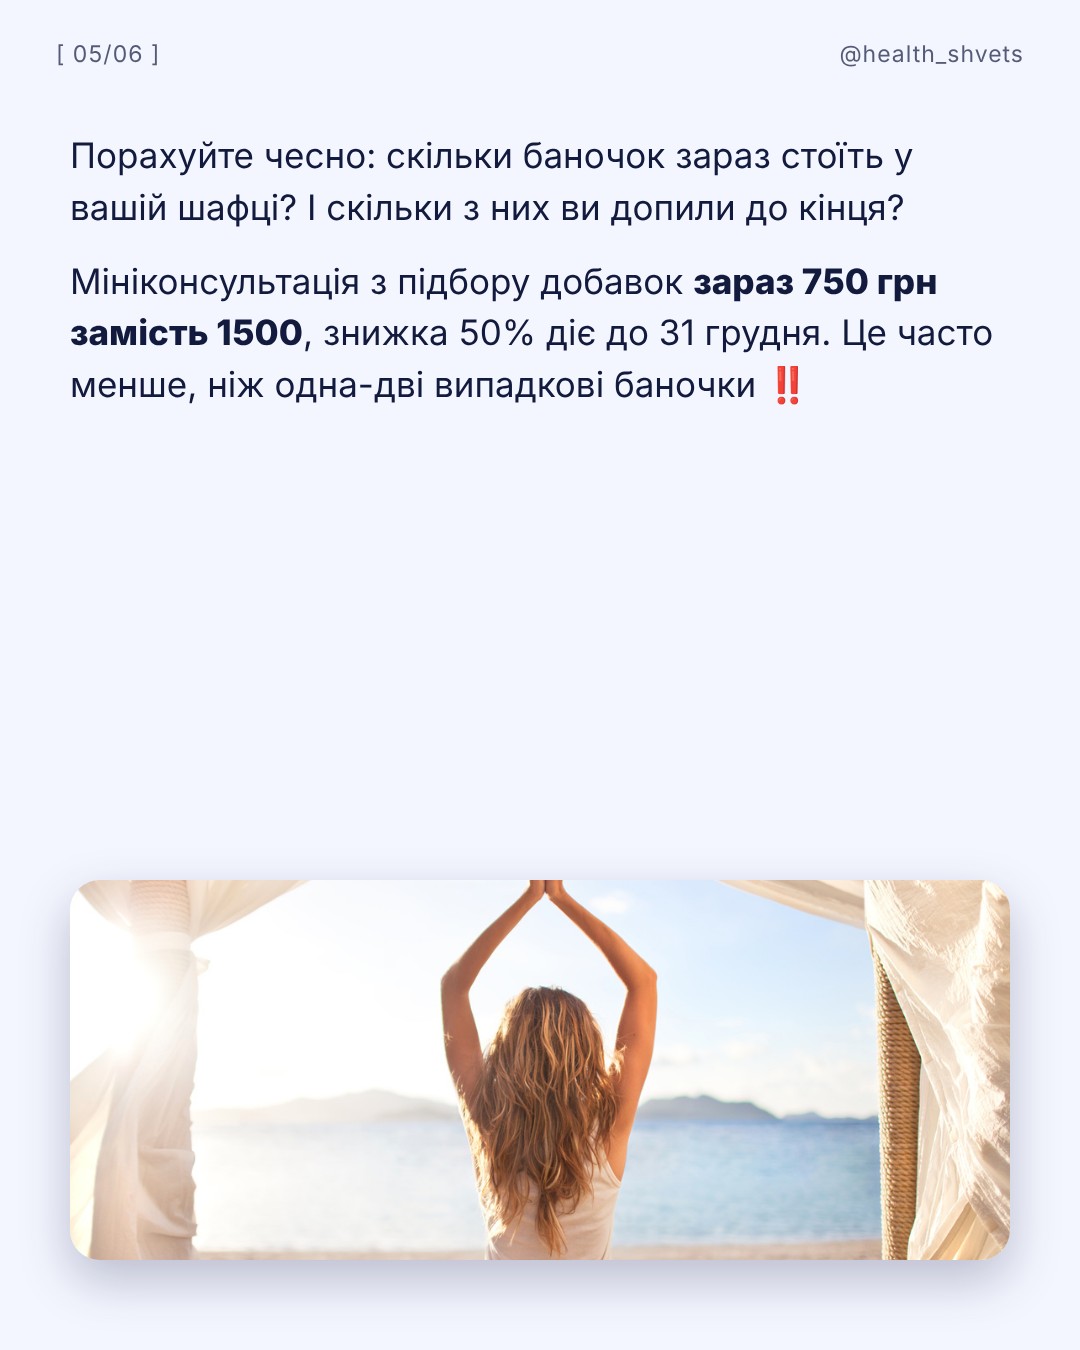 [ 05/06 ]
@health_shvets
Порахуйте чесно: скільки баночок зараз стоїть у
вашій шафці? І скільки з них ви допили до кінця?
Мініконсультація з підбору добавок зараз 750 грн
замість 1500, знижка 50% діє до 31 грудня. Це часто
менше, ніж одна-дві випадкові баночки ‼️